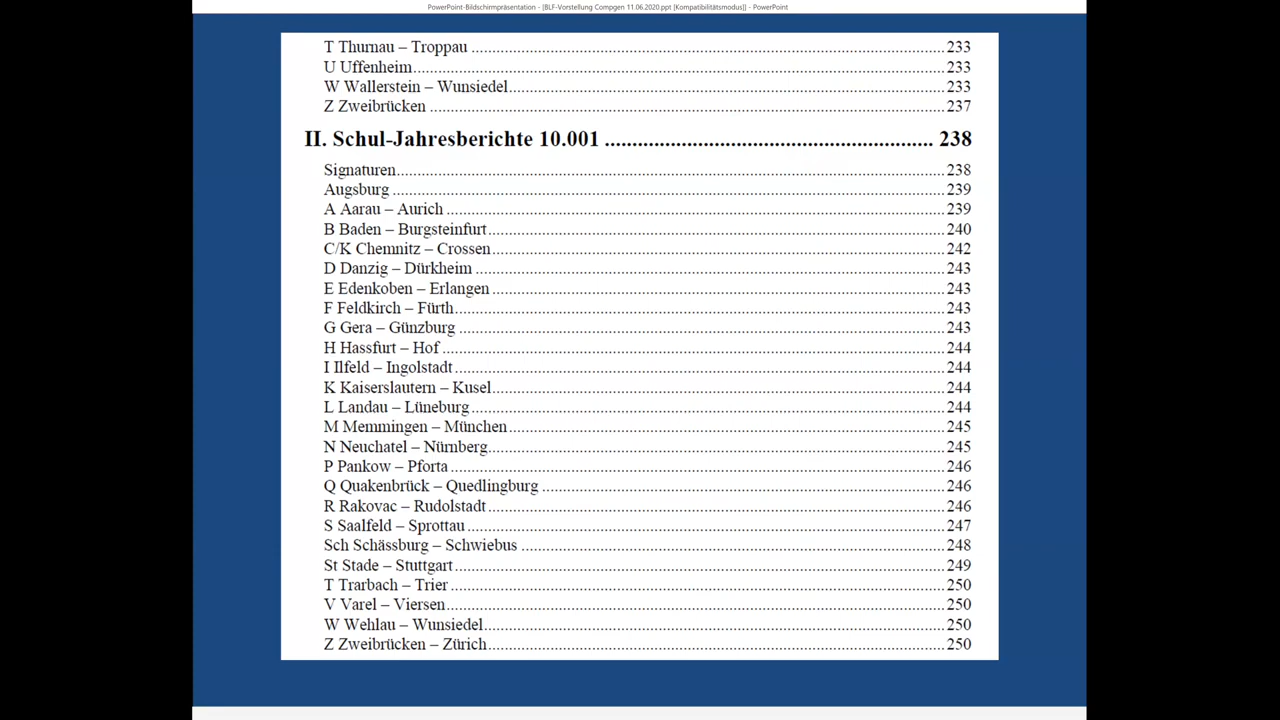 PowerPoint-Bildschirmpräsentation - [BLF-Vorstellung Compgen 11.06.2020.ppt [Kompatibilitätsmodus]] - PowerPoint
T Thurnau – Troppau ........ 233
U Uffenheim ........ 233
W Wallerstein – Wunsiedel ........ 233
Z Zweibrücken ........ 237
II. Schul-Jahresberichte 10.001 ........ 238
Signaturen ........ 238
Augsburg ........ 239
A Aarau – Aurich ........ 239
B Baden – Burgsteinfurt ........ 240
C/K Chemnitz – Crossen ........ 242
D Danzig – Dürkheim ........ 243
E Edenkoben – Erlangen ........ 243
F Feldkirch – Fürth ........ 243
G Gera – Günzburg ........ 243
H Hassfurt – Hof ........ 244
I Ilfeld – Ingolstadt ........ 244
K Kaiserslautern – Kusel ........ 244
L Landau – Lüneburg ........ 244
M Memmingen – München ........ 245
N Neuchatel – Nürnberg ........ 245
P Pankow – Pforta ........ 246
Q Quakenbrück – Quedlingburg ........ 246
R Rakovac – Rudolstadt ........ 246
S Saalfeld – Sprottau ........ 247
Sch Schässburg – Schwiebus ........ 248
St Stade – Stuttgart ........ 249
T Trarbach – Trier ........ 250
V Varel – Viersen ........ 250
W Wehlau – Wunsiedel ........ 250
Z Zweibrücken – Zürich ........ 250